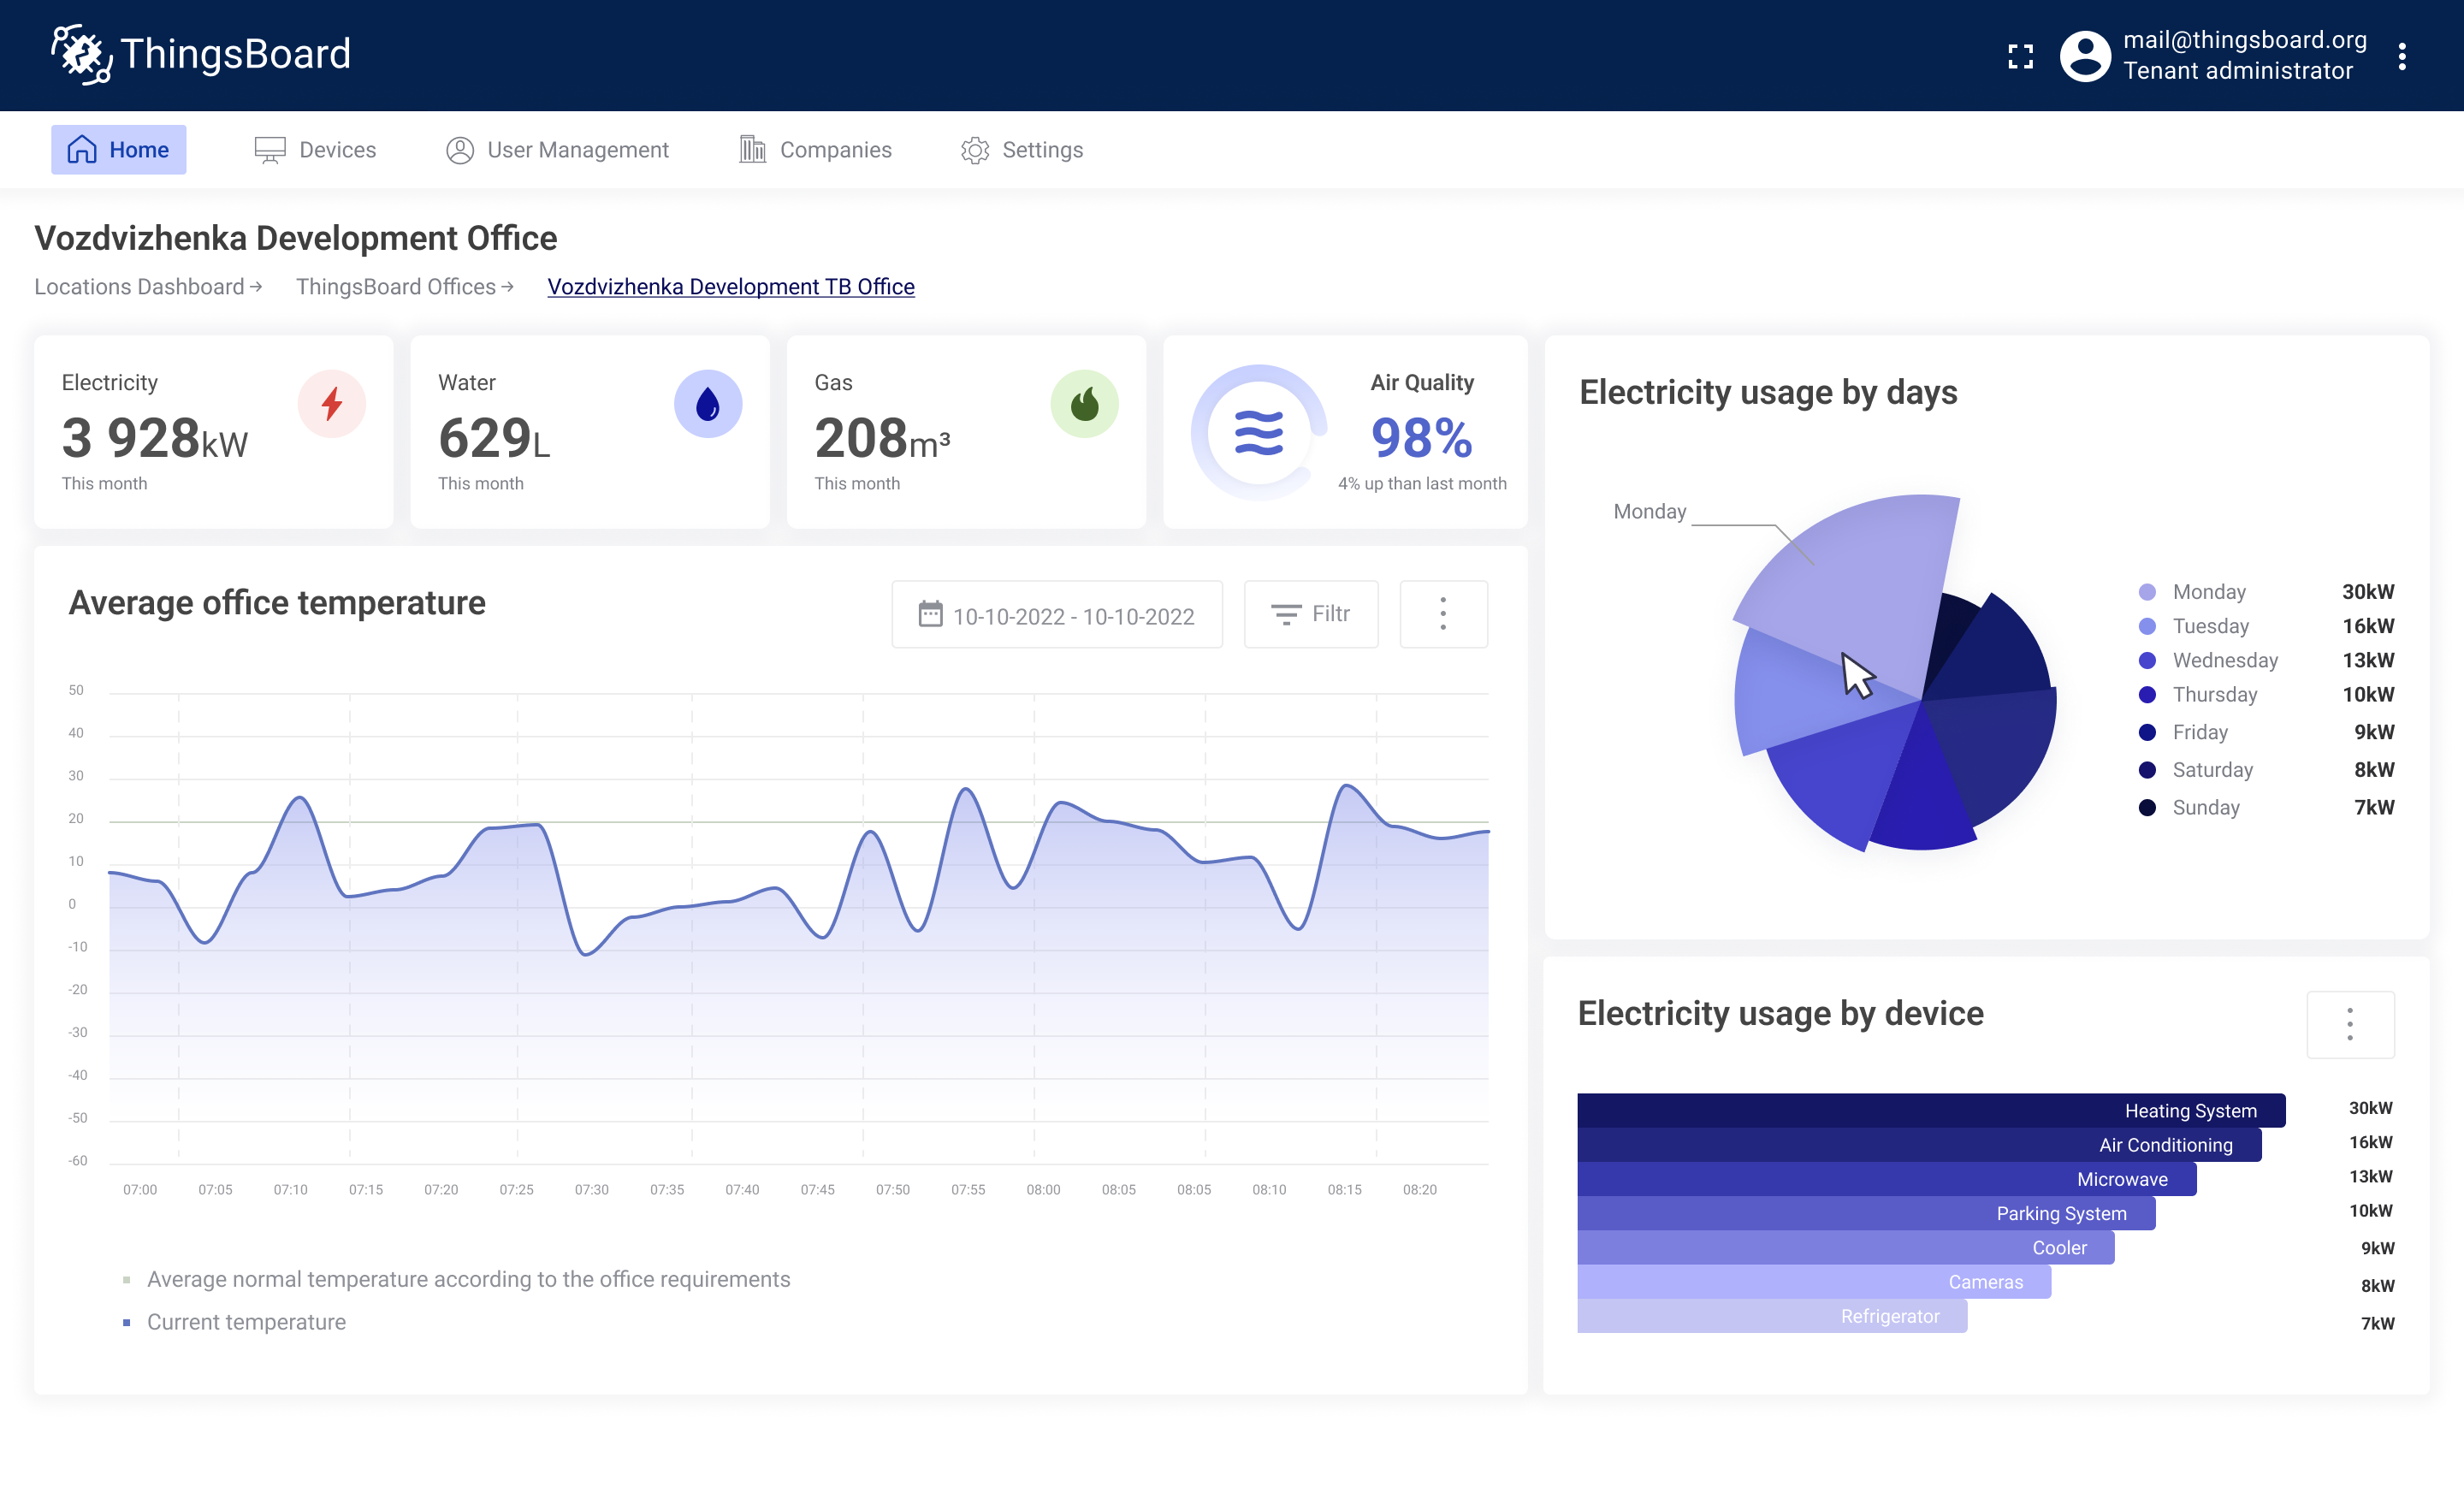 ThingsBoard
mail@thingsboard.org
Tenant administrator
Home
Devices
User Management
Companies
Settings
Vozdvizhenka Development Office
Locations Dashboard →
ThingsBoard Offices →
Vozdvizhenka Development TB Office
Electricity
3 928kW
This month
Water
629L
This month
Gas
208m³
This month
Air Quality
98%
4% up than last month
Average office temperature
10-10-2022 - 10-10-2022
Filtr
50
40
30
20
10
0
-10
-20
-30
-40
-50
-60
07:00 07:05 07:10 07:15 07:20 07:25 07:30 07:35 07:40 07:45 07:50 07:55 08:00 08:05 08:05 08:10 08:15 08:20
Average normal temperature according to the office requirements
Current temperature
Electricity usage by days
Monday
Monday 30kW
Tuesday 16kW
Wednesday 13kW
Thursday 10kW
Friday 9kW
Saturday 8kW
Sunday 7kW
Electricity usage by device
Heating System 30kW
Air Conditioning 16kW
Microwave 13kW
Parking System 10kW
Cooler 9kW
Cameras 8kW
Refrigerator 7kW